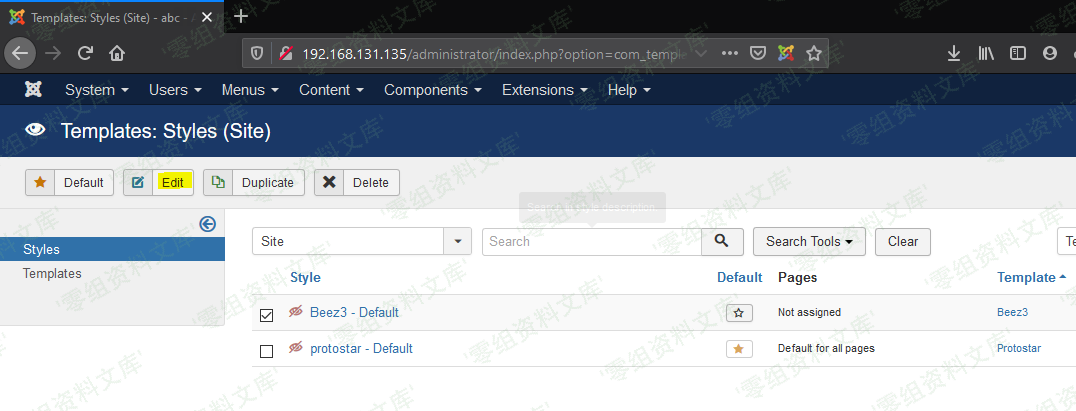 Templates: Styles (Site) - abc - A
192.168.131.135/administrator/index.php?option=com_templa
System Users Menus Content Components Extensions Help
Templates: Styles (Site)
Default Edit Duplicate Delete
Search in style description
Styles
Templates
Site Search Search Tools Clear Te
Style Default Pages Template
Beez3 - Default Not assigned Beez3
protostar - Default Default for all pages Protostar
'零组资料文库'